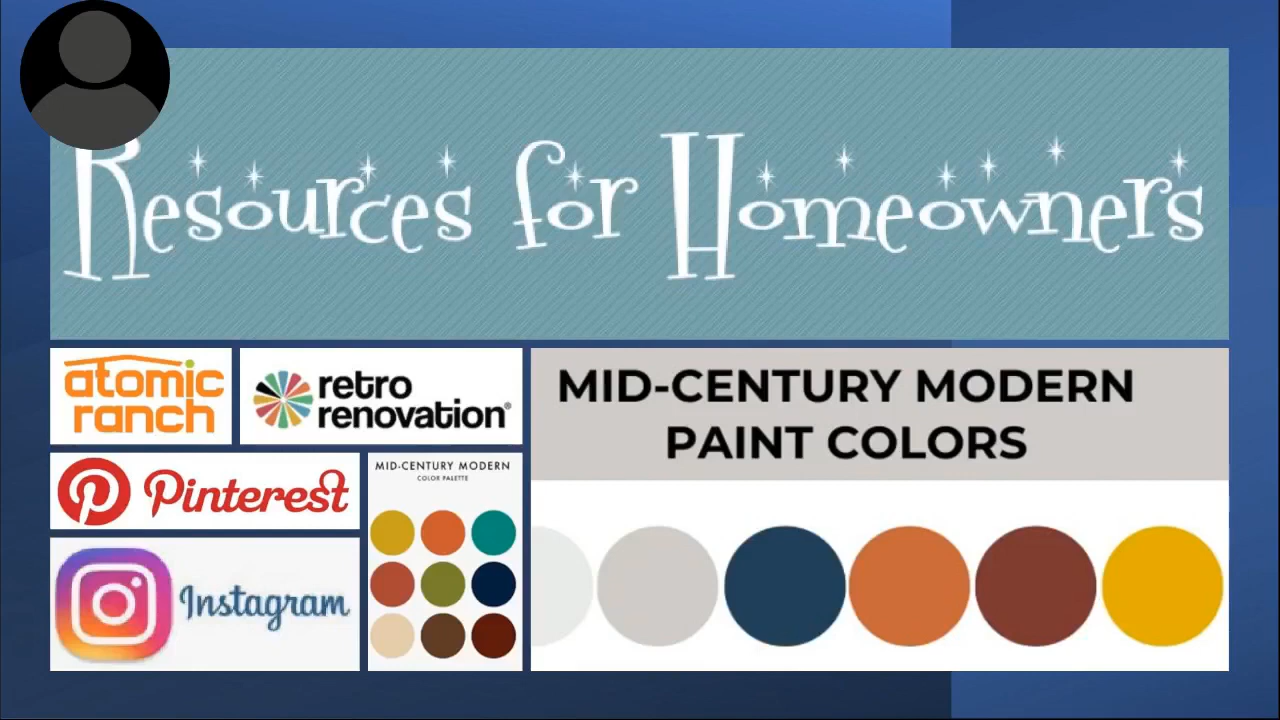 Resources for Homeowners
atomic
ranch
retro
renovation®
Pinterest
Instagram
MID-CENTURY MODERN
COLOR PALETTE
MID-CENTURY MODERN
PAINT COLORS